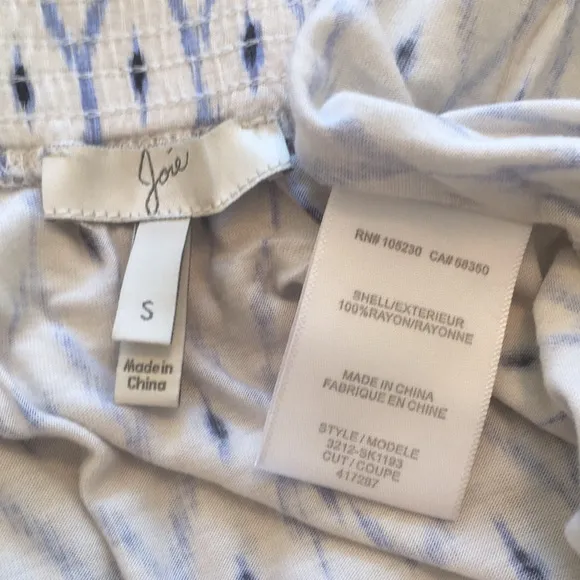 Joie
S
Made in
China
RN# 105230 CA# 58350
SHELL/EXTERIEUR
100%RAYON/RAYONNE
MADE IN CHINA
FABRIQUE EN CHINE
STYLE / MODELE
3212-SK1193
CUT / COUPE
417287